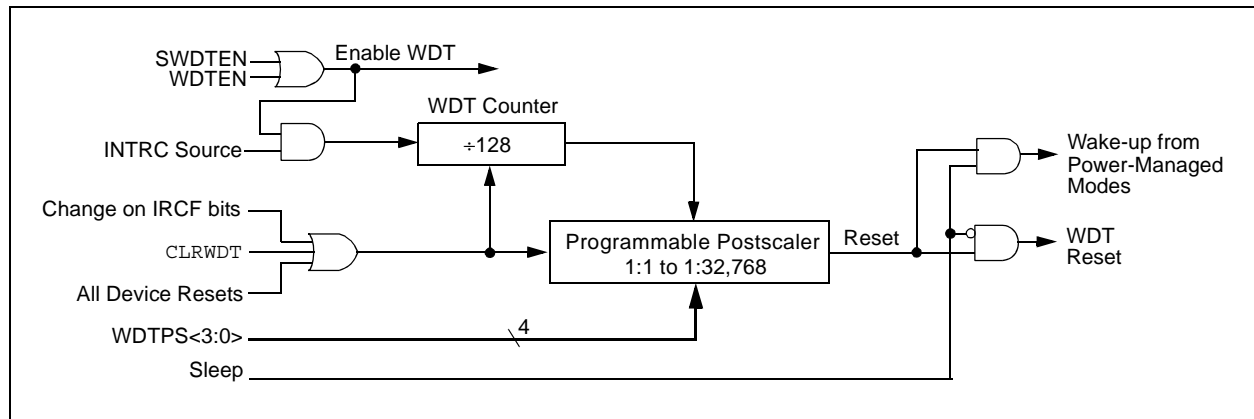 SWDTEN
WDTEN
Enable WDT
WDT Counter
INTRC Source
÷128
Wake-up from
Power-Managed
Modes
Change on IRCF bits
CLRWDT
All Device Resets
Programmable Postscaler
1:1 to 1:32,768
Reset
WDT
Reset
WDTPS<3:0>
4
Sleep